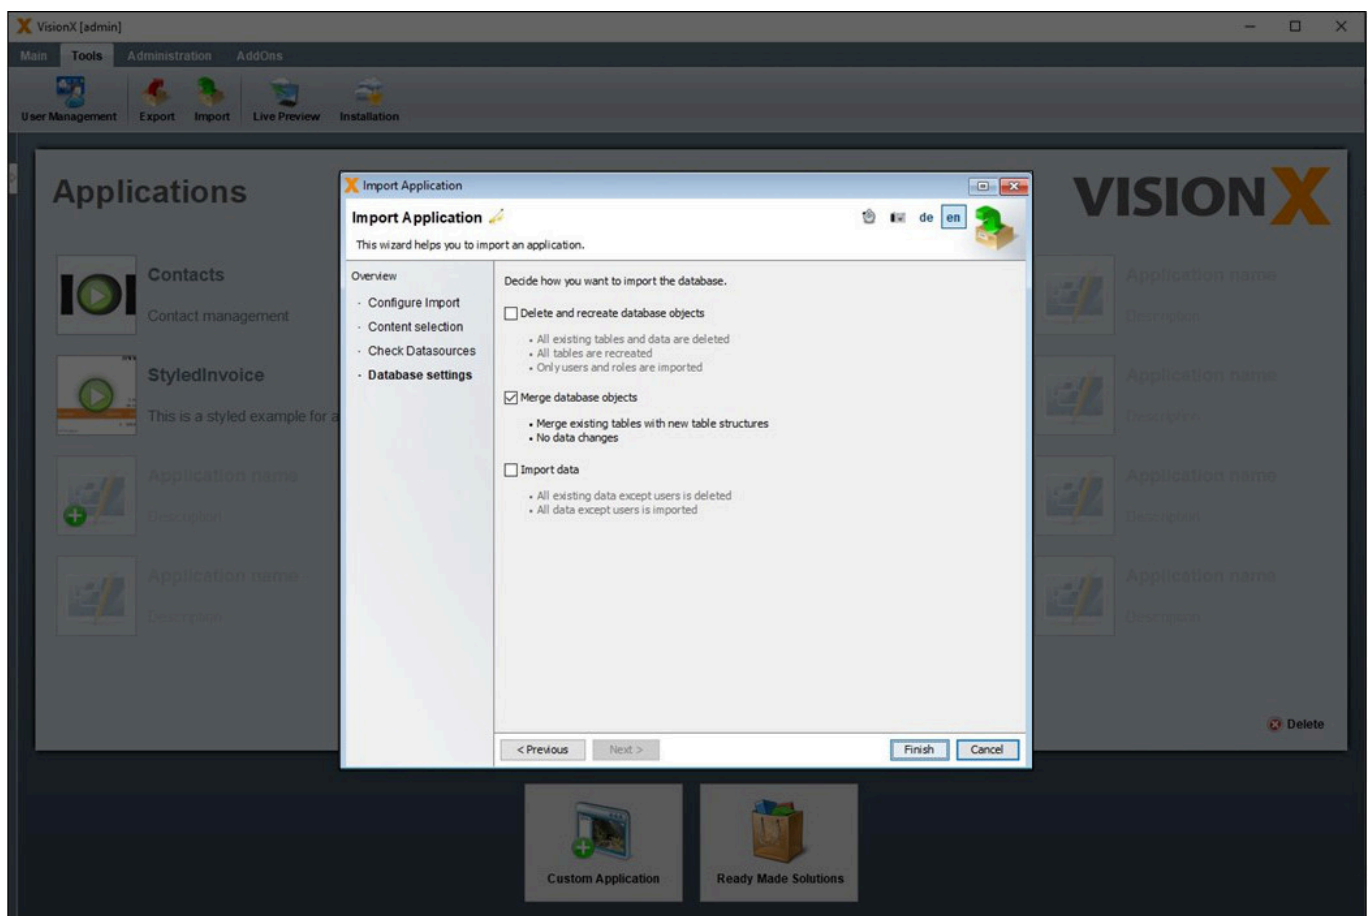 VisionX [admin]
Main Tools Administration AddOns
User Management Export Import Live Preview Installation
Applications
VISIONX
Contacts
Contact management
StyledInvoice
This is a styled example for a
Application name
Description
Application name
Description
Application name
Description
Application name
Description
Application name
Description
Application name
Description
Delete
Import Application
Import Application
de en
This wizard helps you to import an application.
Overview
· Configure Import
· Content selection
· Check Datasources
· Database settings
Decide how you want to import the database.
Delete and recreate database objects
• All existing tables and data are deleted
• All tables are recreated
• Only users and roles are imported
Merge database objects
• Merge existing tables with new table structures
• No data changes
Import data
• All existing data except users is deleted
• All data except users is imported
< Previous Next > Finish Cancel
Custom Application Ready Made Solutions